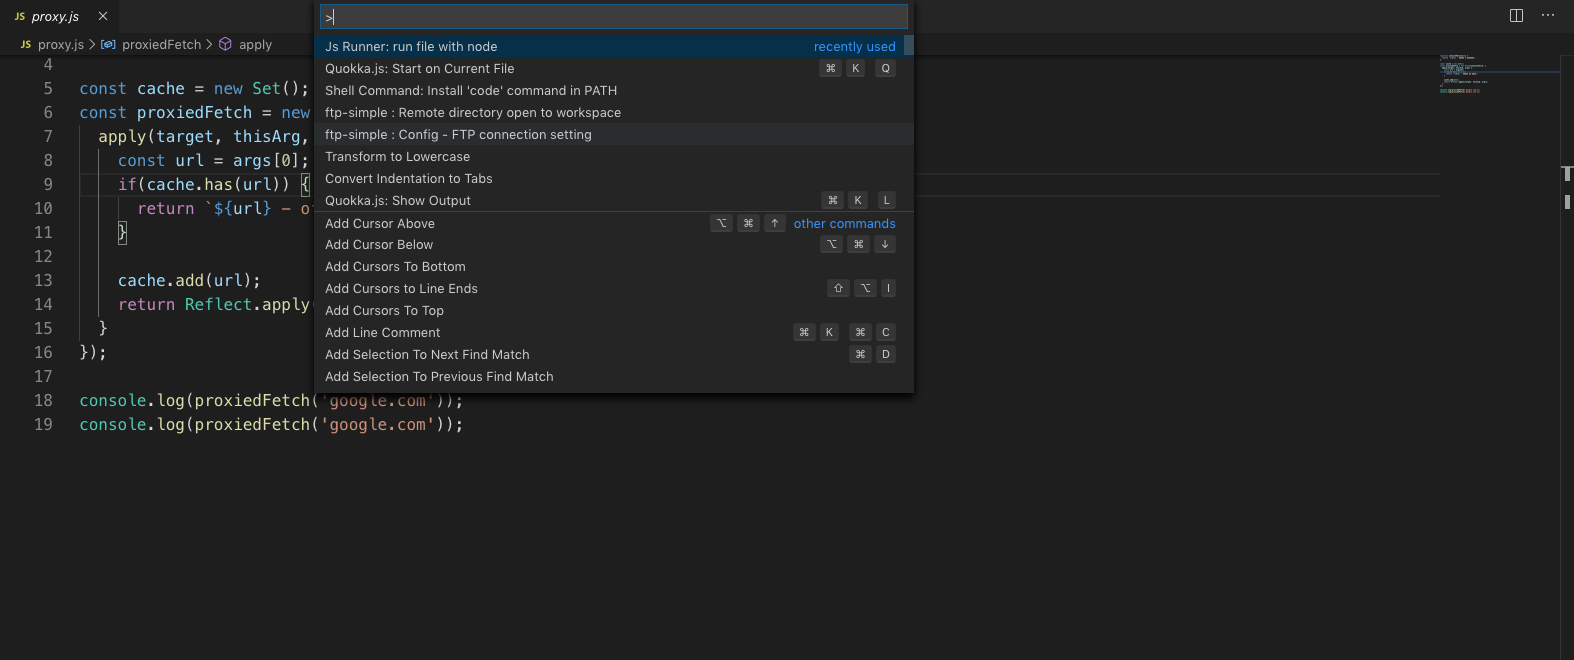 JS proxy.js
>
JS proxy.js > proxiedFetch > apply
Js Runner: run file with node recently used
Quokka.js: Start on Current File ⌘ K Q
Shell Command: Install 'code' command in PATH
ftp-simple : Remote directory open to workspace
ftp-simple : Config - FTP connection setting
Transform to Lowercase
Convert Indentation to Tabs
Quokka.js: Show Output ⌘ K L
Add Cursor Above ⌥ ⌘ ↑ other commands
Add Cursor Below ⌥ ⌘ ↓
Add Cursors To Bottom
Add Cursors to Line Ends ⇧ ⌥ I
Add Cursors To Top
Add Line Comment ⌘ K ⌘ C
Add Selection To Next Find Match ⌘ D
Add Selection To Previous Find Match
4
5 const cache = new Set();
6 const proxiedFetch = new
7 apply(target, thisArg,
8 const url = args[0];
9 if(cache.has(url)) {
10 return `${url} – o
11 }
12
13 cache.add(url);
14 return Reflect.apply
15 }
16 });
17
18 console.log(proxiedFetch('google.com'));
19 console.log(proxiedFetch('google.com'));